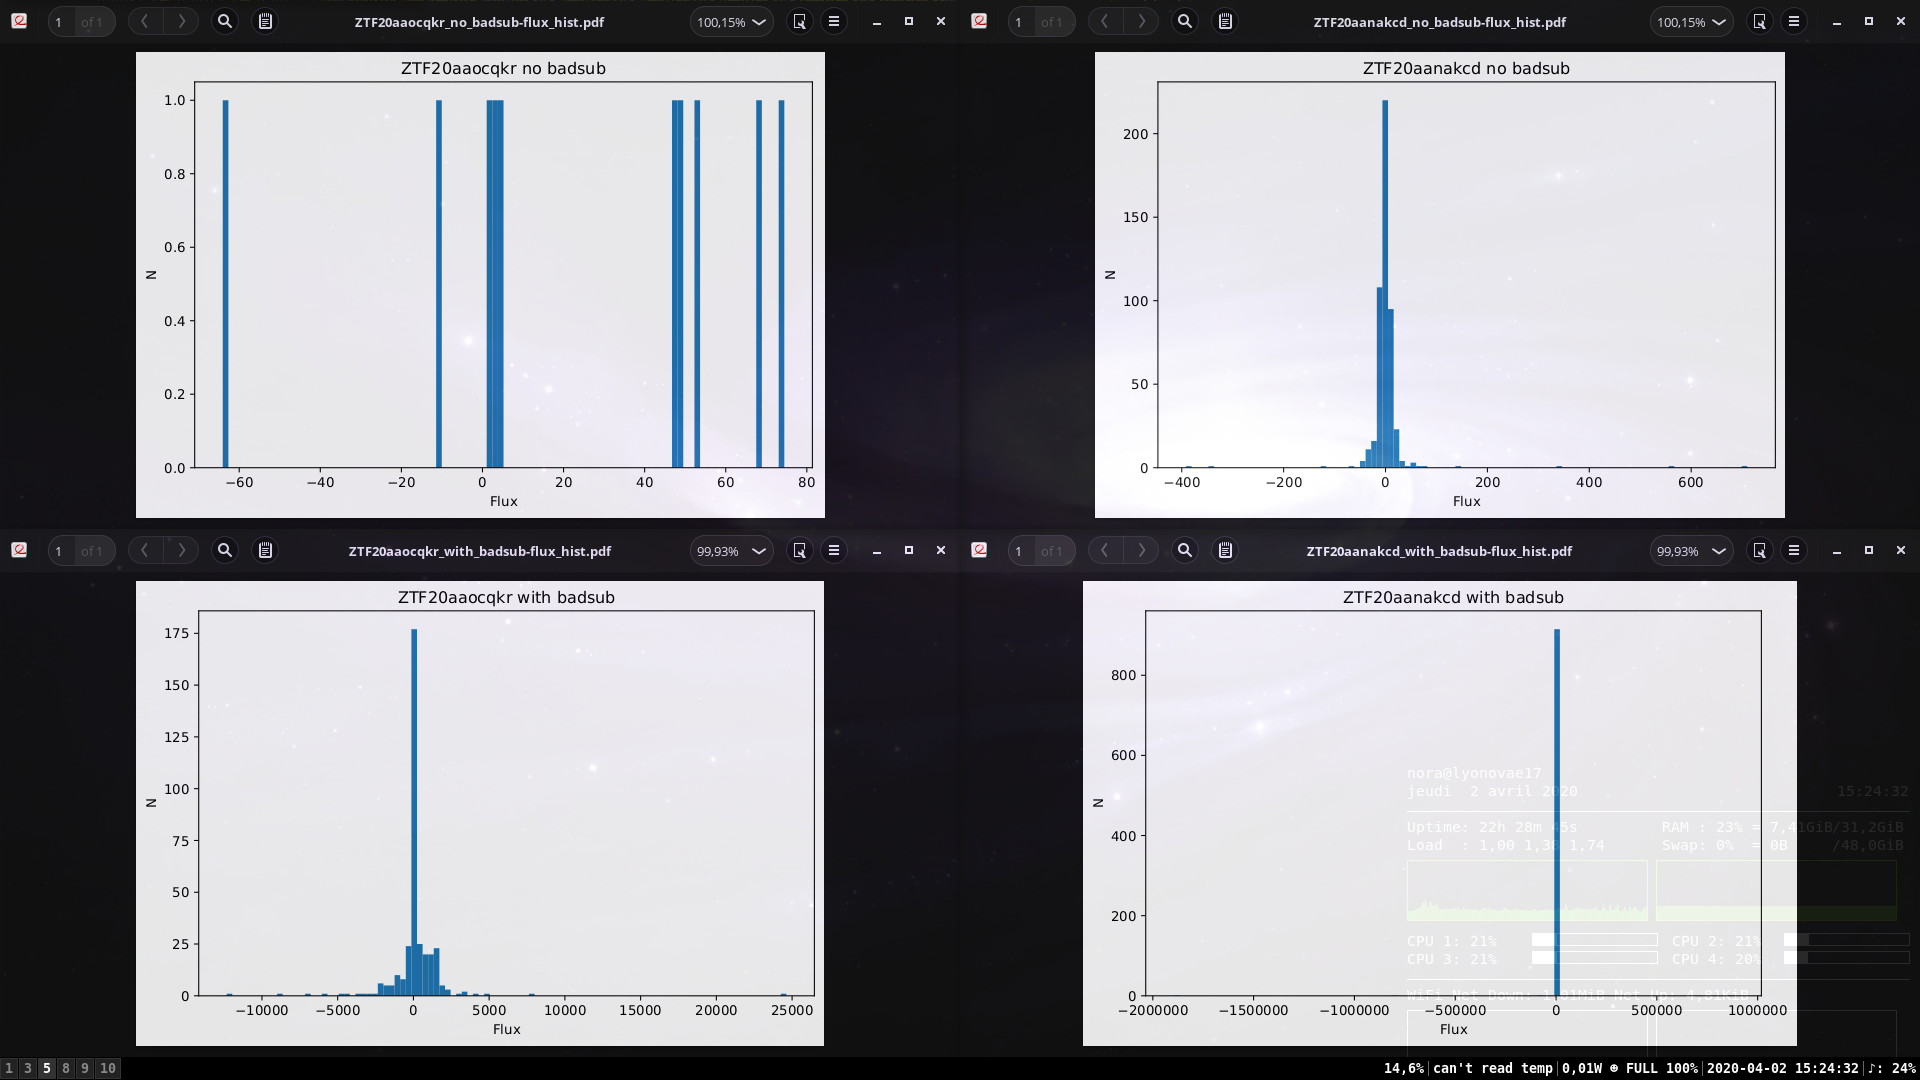 1 of 1 ZTF20aaocqkr_no_badsub-flux_hist.pdf 100,15%
ZTF20aaocqkr no badsub
1.0
0.8
0.6
0.4
0.2
0.0
N
−60 −40 −20 0 20 40 60 80
Flux
1 of 1 ZTF20aanakcd_no_badsub-flux_hist.pdf 100,15%
ZTF20aanakcd no badsub
200
150
100
50
0
N
−400 −200 0 200 400 600
Flux
1 of 1 ZTF20aaocqkr_with_badsub-flux_hist.pdf 99,93%
ZTF20aaocqkr with badsub
175
150
125
100
75
50
25
0
N
−10000 −5000 0 5000 10000 15000 20000 25000
Flux
1 of 1 ZTF20aanakcd_with_badsub-flux_hist.pdf 99,93%
ZTF20aanakcd with badsub
800
600
400
200
0
N
−2000000 −1500000 −1000000 −500000 0 500000 1000000
Flux
nora@lyonovae17
jeudi 2 avril 2020 15:24:32
Uptime: 22h 28m 45s RAM : 23% = 7,41GiB/31,2GiB
Load : 1,00 1,38 1,74 Swap: 0% = 0B /48,0GiB
CPU 1: 21% CPU 2: 21%
CPU 3: 21% CPU 4: 20%
WiFi Net Down: 1,01MiB Net Up: 4,81KiB
1 3 5 8 9 10
14,6% can't read temp 0,01W ☻ FULL 100% 2020-04-02 15:24:32 ♪: 24%